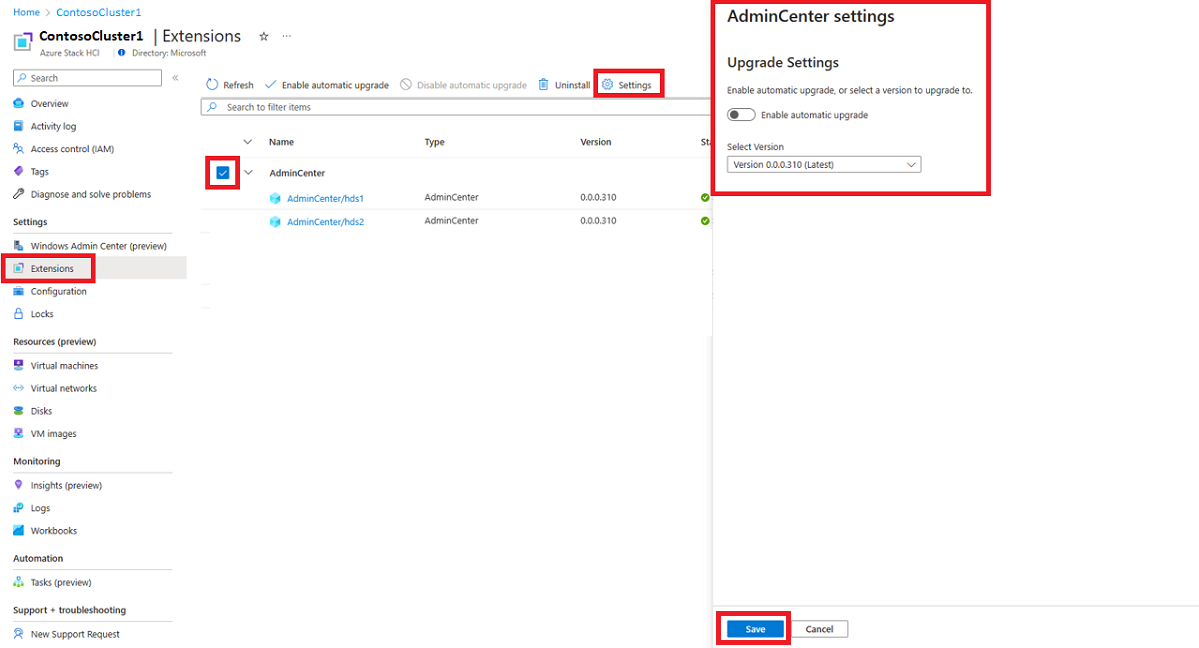 Home > ContosoCluster1
ContosoCluster1 | Extensions ☆ ···
Azure Stack HCI Directory: Microsoft
Search «
Overview
Activity log
Access control (IAM)
Tags
Diagnose and solve problems
Settings
Windows Admin Center (preview)
Extensions
Configuration
Locks
Resources (preview)
Virtual machines
Virtual networks
Disks
VM images
Monitoring
Insights (preview)
Logs
Workbooks
Automation
Tasks (preview)
Support + troubleshooting
New Support Request
Refresh Enable automatic upgrade Disable automatic upgrade Uninstall Settings
Search to filter items
Name Type Version
AdminCenter
AdminCenter/hds1 AdminCenter 0.0.0.310
AdminCenter/hds2 AdminCenter 0.0.0.310
AdminCenter settings
Upgrade Settings
Enable automatic upgrade, or select a version to upgrade to.
Enable automatic upgrade
Select Version
Version 0.0.0.310 (Latest)
Save Cancel